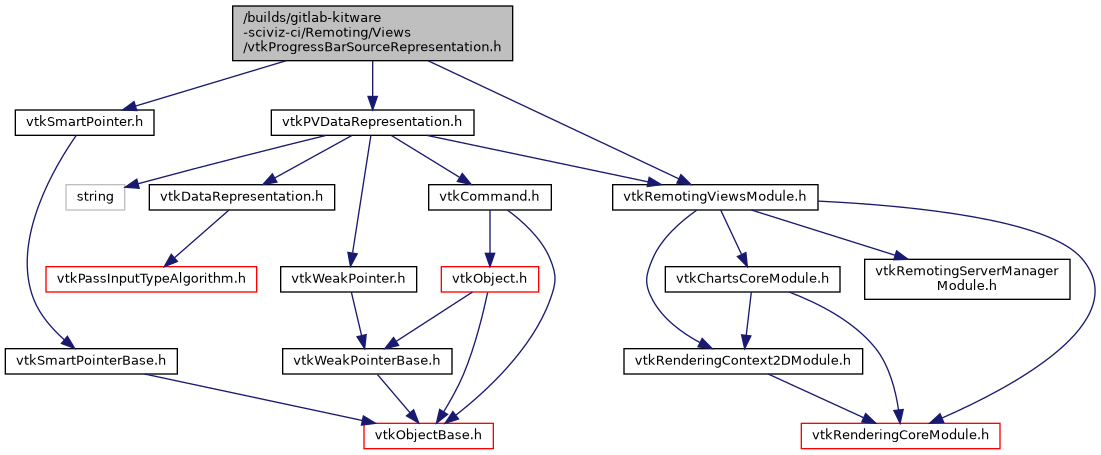 /builds/gitlab-kitware
-sciviz-ci/Remoting/Views
/vtkProgressBarSourceRepresentation.h
vtkSmartPointer.h
vtkPVDataRepresentation.h
string
vtkDataRepresentation.h
vtkCommand.h
vtkRemotingViewsModule.h
vtkPassInputTypeAlgorithm.h
vtkWeakPointer.h
vtkObject.h
vtkChartsCoreModule.h
vtkRemotingServerManager
Module.h
vtkSmartPointerBase.h
vtkWeakPointerBase.h
vtkRenderingContext2DModule.h
vtkObjectBase.h
vtkRenderingCoreModule.h